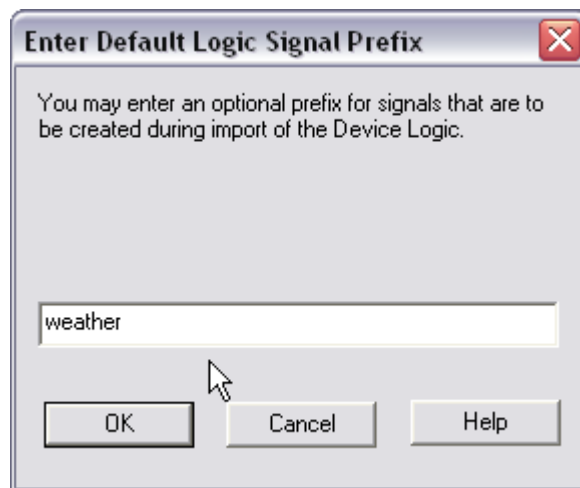 Enter Default Logic Signal Prefix
You may enter an optional prefix for signals that are to
be created during import of the Device Logic.
weather
OK Cancel Help